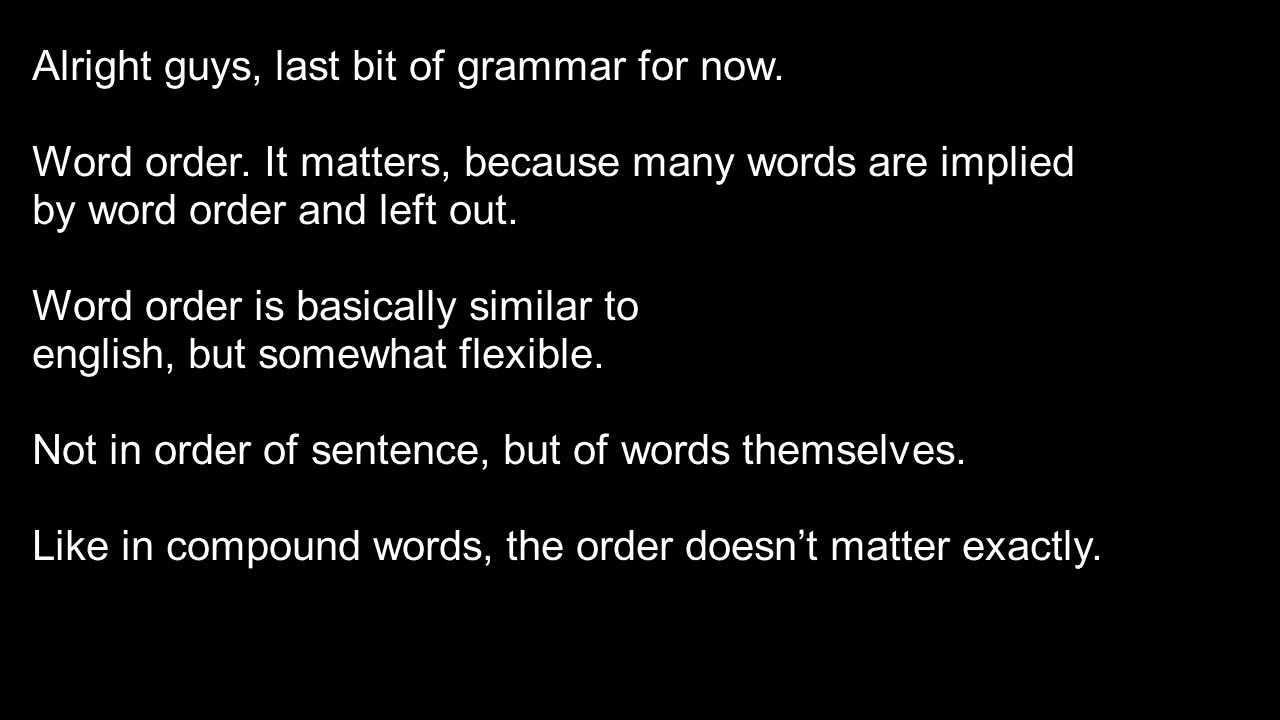 Alright guys, last bit of grammar for now.
Word order. It matters, because many words are implied
by word order and left out.
Word order is basically similar to
english, but somewhat flexible.
Not in order of sentence, but of words themselves.
Like in compound words, the order doesn’t matter exactly.